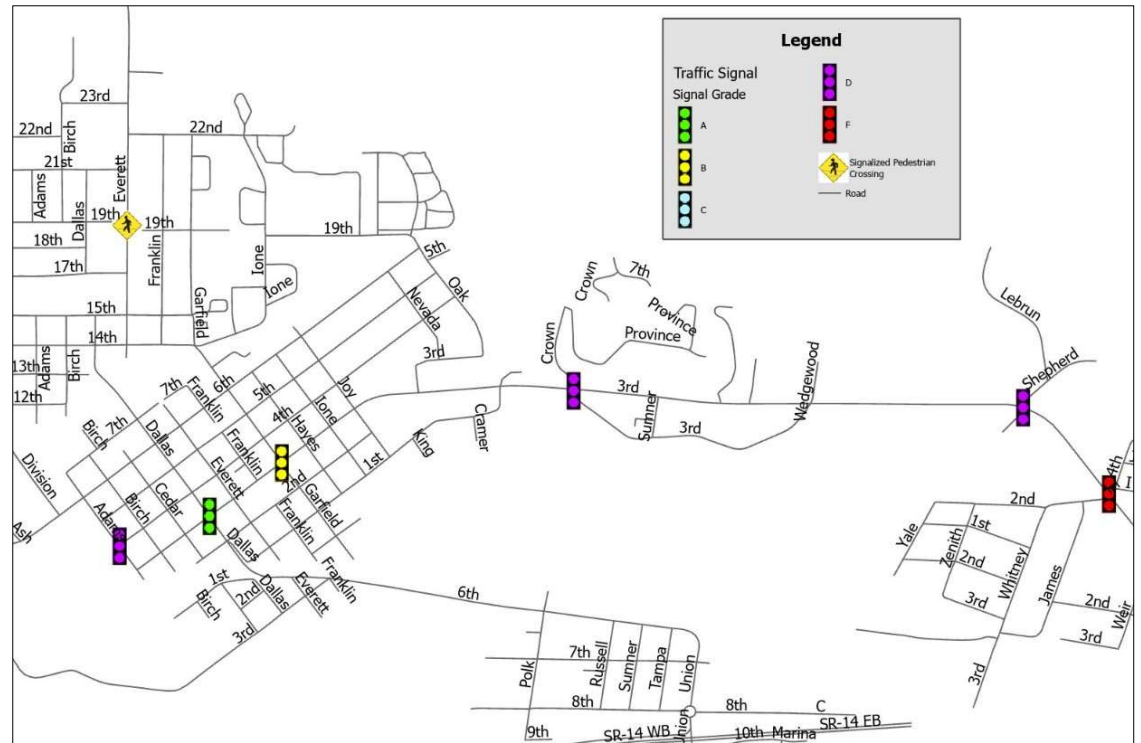 Legend
Traffic Signal
Signal Grade
A
B
C
D
F
Signalized Pedestrian
Crossing
Road
23rd
22nd
Birch
22nd
21st
Everett
Adams
Dallas
19th
19th
19th
18th
Franklin
17th
Ione
Ione
Garfield
15th
14th
13th
Adams
Birch
12th
5th
Oak
Nevada
3rd
7th
Franklin
6th
5th
Joy
Ione
4th
Hayes
Birch
7th
Dallas
Franklin
Everett
1st
King
Cramer
2nd
Garfield
Division
Ash
Adams
Birch
Cedar
Dallas
Franklin
Franklin
Everett
1st
2nd
Dallas
Birch
3rd
Crown
7th
Province
Province
Crown
3rd
Sumner
3rd
Wedgewood
Lebrun
Shepherd
4th
2nd
1st
Yale
Zenith
2nd
Whitney
3rd
James
2nd
Weir
3rd
3rd
6th
7th
Russell
Sumner
Tampa
Union
Polk
8th
8th
C
Union
9th
SR-14 WB
SR-14 EB
10th
Marina